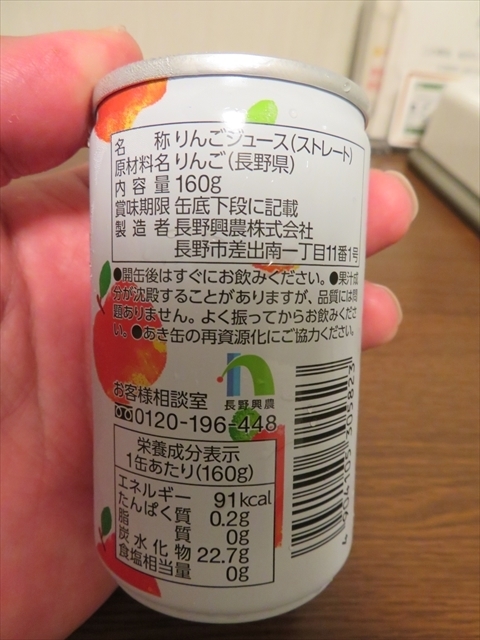 名 称 りんごジュース(ストレート)
原材料名 りんご(長野県)
内容量 160g
賞味期限 缶底下段に記載
製造者 長野興農株式会社
長野市差出南一丁目11番1号
●開缶後はすぐにお飲みください。●果汁成
分が沈殿することがありますが、品質には問
題ありません。よく振ってからお飲みくださ
い。●あき缶の再資源化にご協力ください。
長野興農
お客様相談室
0120-196-448
栄養成分表示
1缶あたり(160g)
エネルギー 91kcal
たんぱく質 0.2g
脂質 0g
炭水化物 22.7g
食塩相当量 0g
4 904105 305823